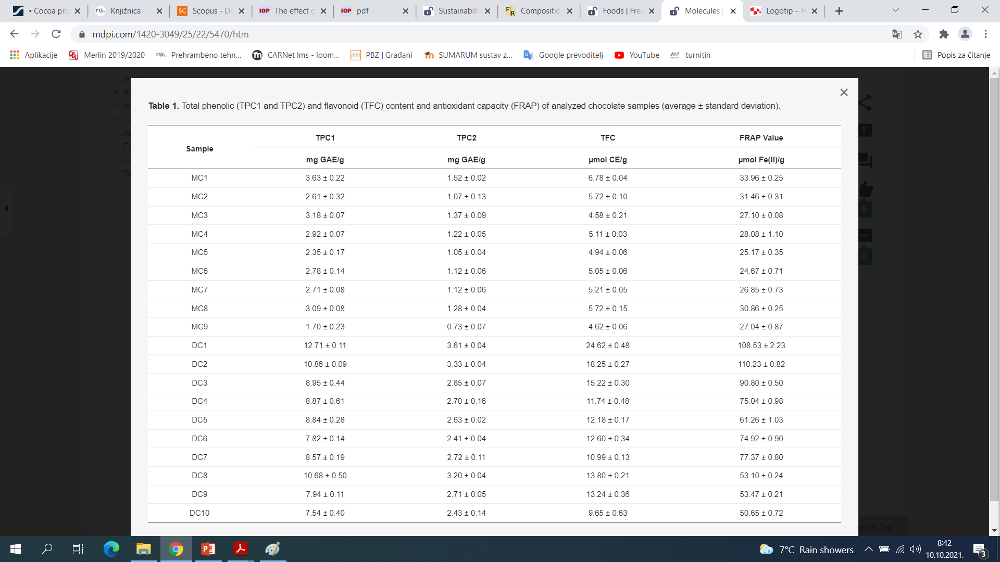 • Cocoa pro
Knjižnica
Scopus - Do
The effect o
pdf
Sustainabili
Compositio
Foods | Free
Molecules |
Logotip – H
mdpi.com/1420-3049/25/22/5470/htm
Aplikacije
Merlin 2019/2020
Prehrambeno tehn...
CARNet lms - loom...
PBZ | Građani
SUMARUM sustav z...
Google prevoditelj
YouTube
turnitin
Popis za čitanje
Table 1. Total phenolic (TPC1 and TPC2) and flavonoid (TFC) content and antioxidant capacity (FRAP) of analyzed chocolate samples (average ± standard deviation).
Sample TPC1 TPC2 TFC FRAP Value
mg GAE/g mg GAE/g µmol CE/g µmol Fe(II)/g
MC1 3.63 ± 0.22 1.52 ± 0.02 6.78 ± 0.04 33.96 ± 0.25
MC2 2.61 ± 0.32 1.07 ± 0.13 5.72 ± 0.10 31.46 ± 0.31
MC3 3.18 ± 0.07 1.37 ± 0.09 4.58 ± 0.21 27.10 ± 0.08
MC4 2.92 ± 0.07 1.22 ± 0.05 5.11 ± 0.03 28.08 ± 1.10
MC5 2.35 ± 0.17 1.05 ± 0.04 4.94 ± 0.06 25.17 ± 0.35
MC6 2.78 ± 0.14 1.12 ± 0.06 5.05 ± 0.06 24.67 ± 0.71
MC7 2.71 ± 0.08 1.12 ± 0.06 5.21 ± 0.05 26.85 ± 0.73
MC8 3.09 ± 0.08 1.28 ± 0.04 5.72 ± 0.15 30.86 ± 0.25
MC9 1.70 ± 0.23 0.73 ± 0.07 4.62 ± 0.06 27.04 ± 0.87
DC1 12.71 ± 0.11 3.61 ± 0.04 24.62 ± 0.48 108.53 ± 2.23
DC2 10.86 ± 0.09 3.33 ± 0.04 18.25 ± 0.27 110.23 ± 0.82
DC3 8.95 ± 0.44 2.85 ± 0.07 15.22 ± 0.30 90.80 ± 0.50
DC4 8.87 ± 0.61 2.70 ± 0.16 11.74 ± 0.48 75.04 ± 0.98
DC5 8.84 ± 0.28 2.63 ± 0.02 12.18 ± 0.17 61.26 ± 1.03
DC6 7.82 ± 0.14 2.41 ± 0.04 12.60 ± 0.34 74.92 ± 0.90
DC7 8.57 ± 0.19 2.72 ± 0.11 10.99 ± 0.13 77.37 ± 0.80
DC8 10.68 ± 0.50 3.20 ± 0.04 13.80 ± 0.21 53.10 ± 0.24
DC9 7.94 ± 0.11 2.71 ± 0.05 13.24 ± 0.36 53.47 ± 0.21
DC10 7.54 ± 0.40 2.43 ± 0.14 9.65 ± 0.63 50.65 ± 0.72
0
0
ack to Top
7°C Rain showers
8:42
10.10.2021.
3